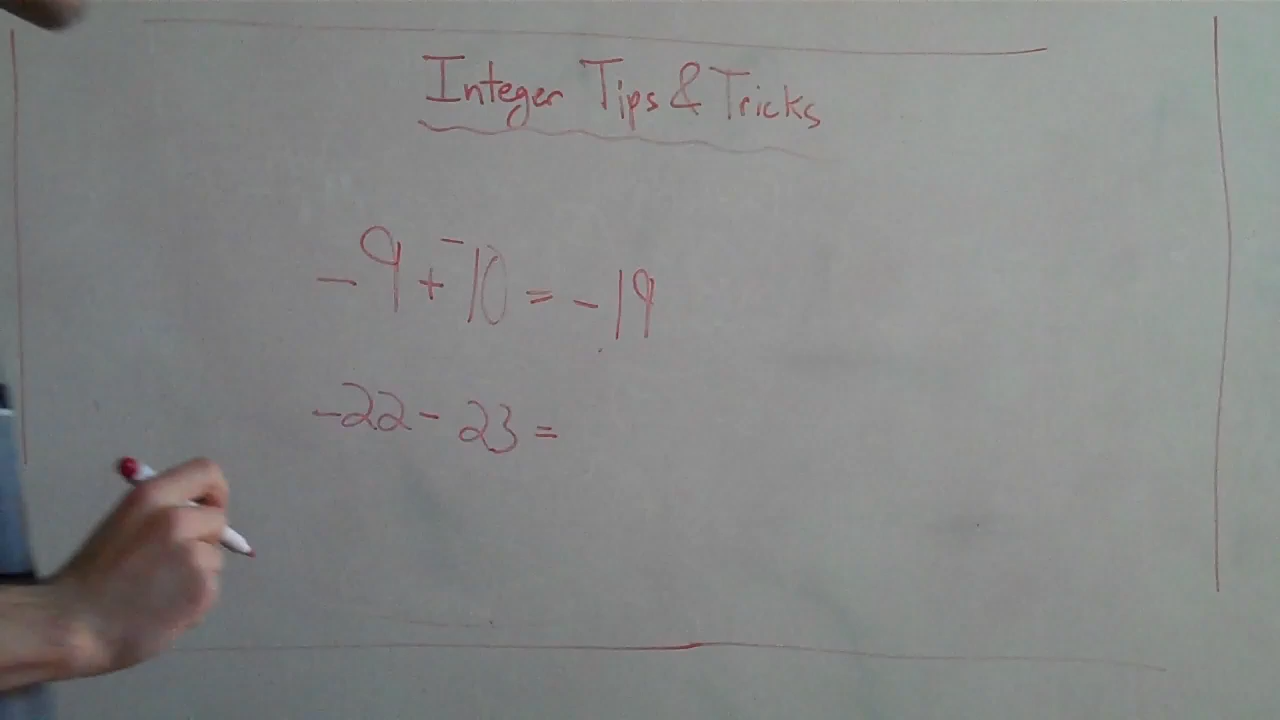 Integer Tips & Tricks
-9 + -10 = -19
-22 - 23 =